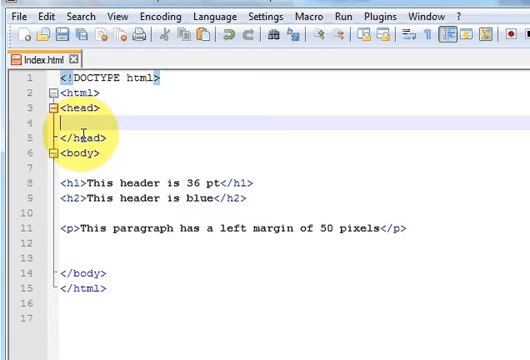 File Edit Search View Encoding Language Settings Macro Run Plugins Window ?
Index.html
1 <!DOCTYPE html>
2 <html>
3 <head>
4
5 </head>
6 <body>
7
8 <h1>This header is 36 pt</h1>
9 <h2>This header is blue</h2>
10
11 <p>This paragraph has a left margin of 50 pixels</p>
12
13
14 </body>
15 </html>
16
17